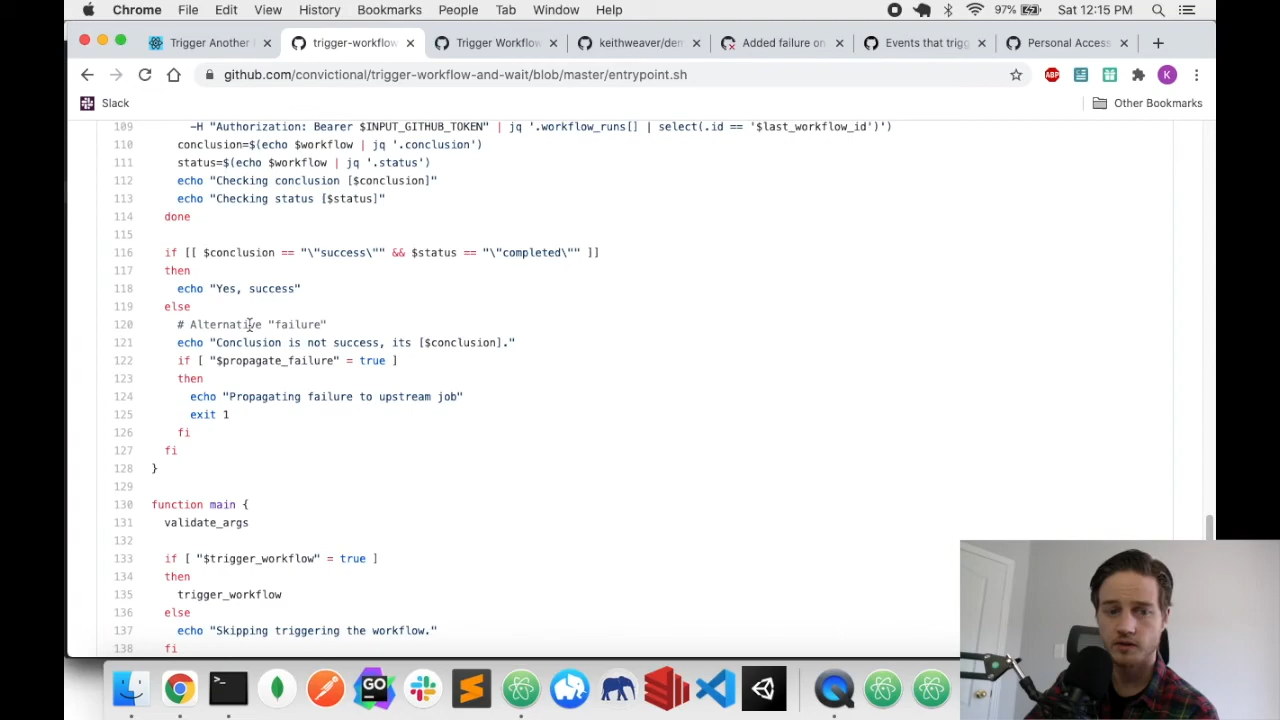 Chrome File Edit View History Bookmarks People Tab Window Help 97% Sat 12:15 PM
Trigger Another trigger-workflow Trigger Workflow keithweaver/dem Added failure on Events that trigg Personal Access
github.com/convictional/trigger-workflow-and-wait/blob/master/entrypoint.sh ABP K
Slack Other Bookmarks
109 -H "Authorization: Bearer $INPUT_GITHUB_TOKEN" | jq '.workflow_runs[] | select(.id == '$last_workflow_id')')
110 conclusion=$(echo $workflow | jq '.conclusion')
111 status=$(echo $workflow | jq '.status')
112 echo "Checking conclusion [$conclusion]"
113 echo "Checking status [$status]"
114 done
115
116 if [[ $conclusion == "\"success\"" && $status == "\"completed\"" ]]
117 then
118 echo "Yes, success"
119 else
120 # Alternative "failure"
121 echo "Conclusion is not success, its [$conclusion]."
122 if [ "$propagate_failure" = true ]
123 then
124 echo "Propagating failure to upstream job"
125 exit 1
126 fi
127 fi
128 }
129
130 function main {
131 validate_args
132
133 if [ "$trigger_workflow" = true ]
134 then
135 trigger_workflow
136 else
137 echo "Skipping triggering the workflow."
138 fi
>_ GO